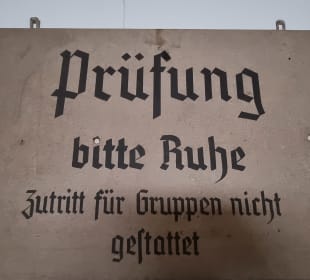 Prüfung
bitte Ruhe
Zutritt für Gruppen nicht
geſtattet